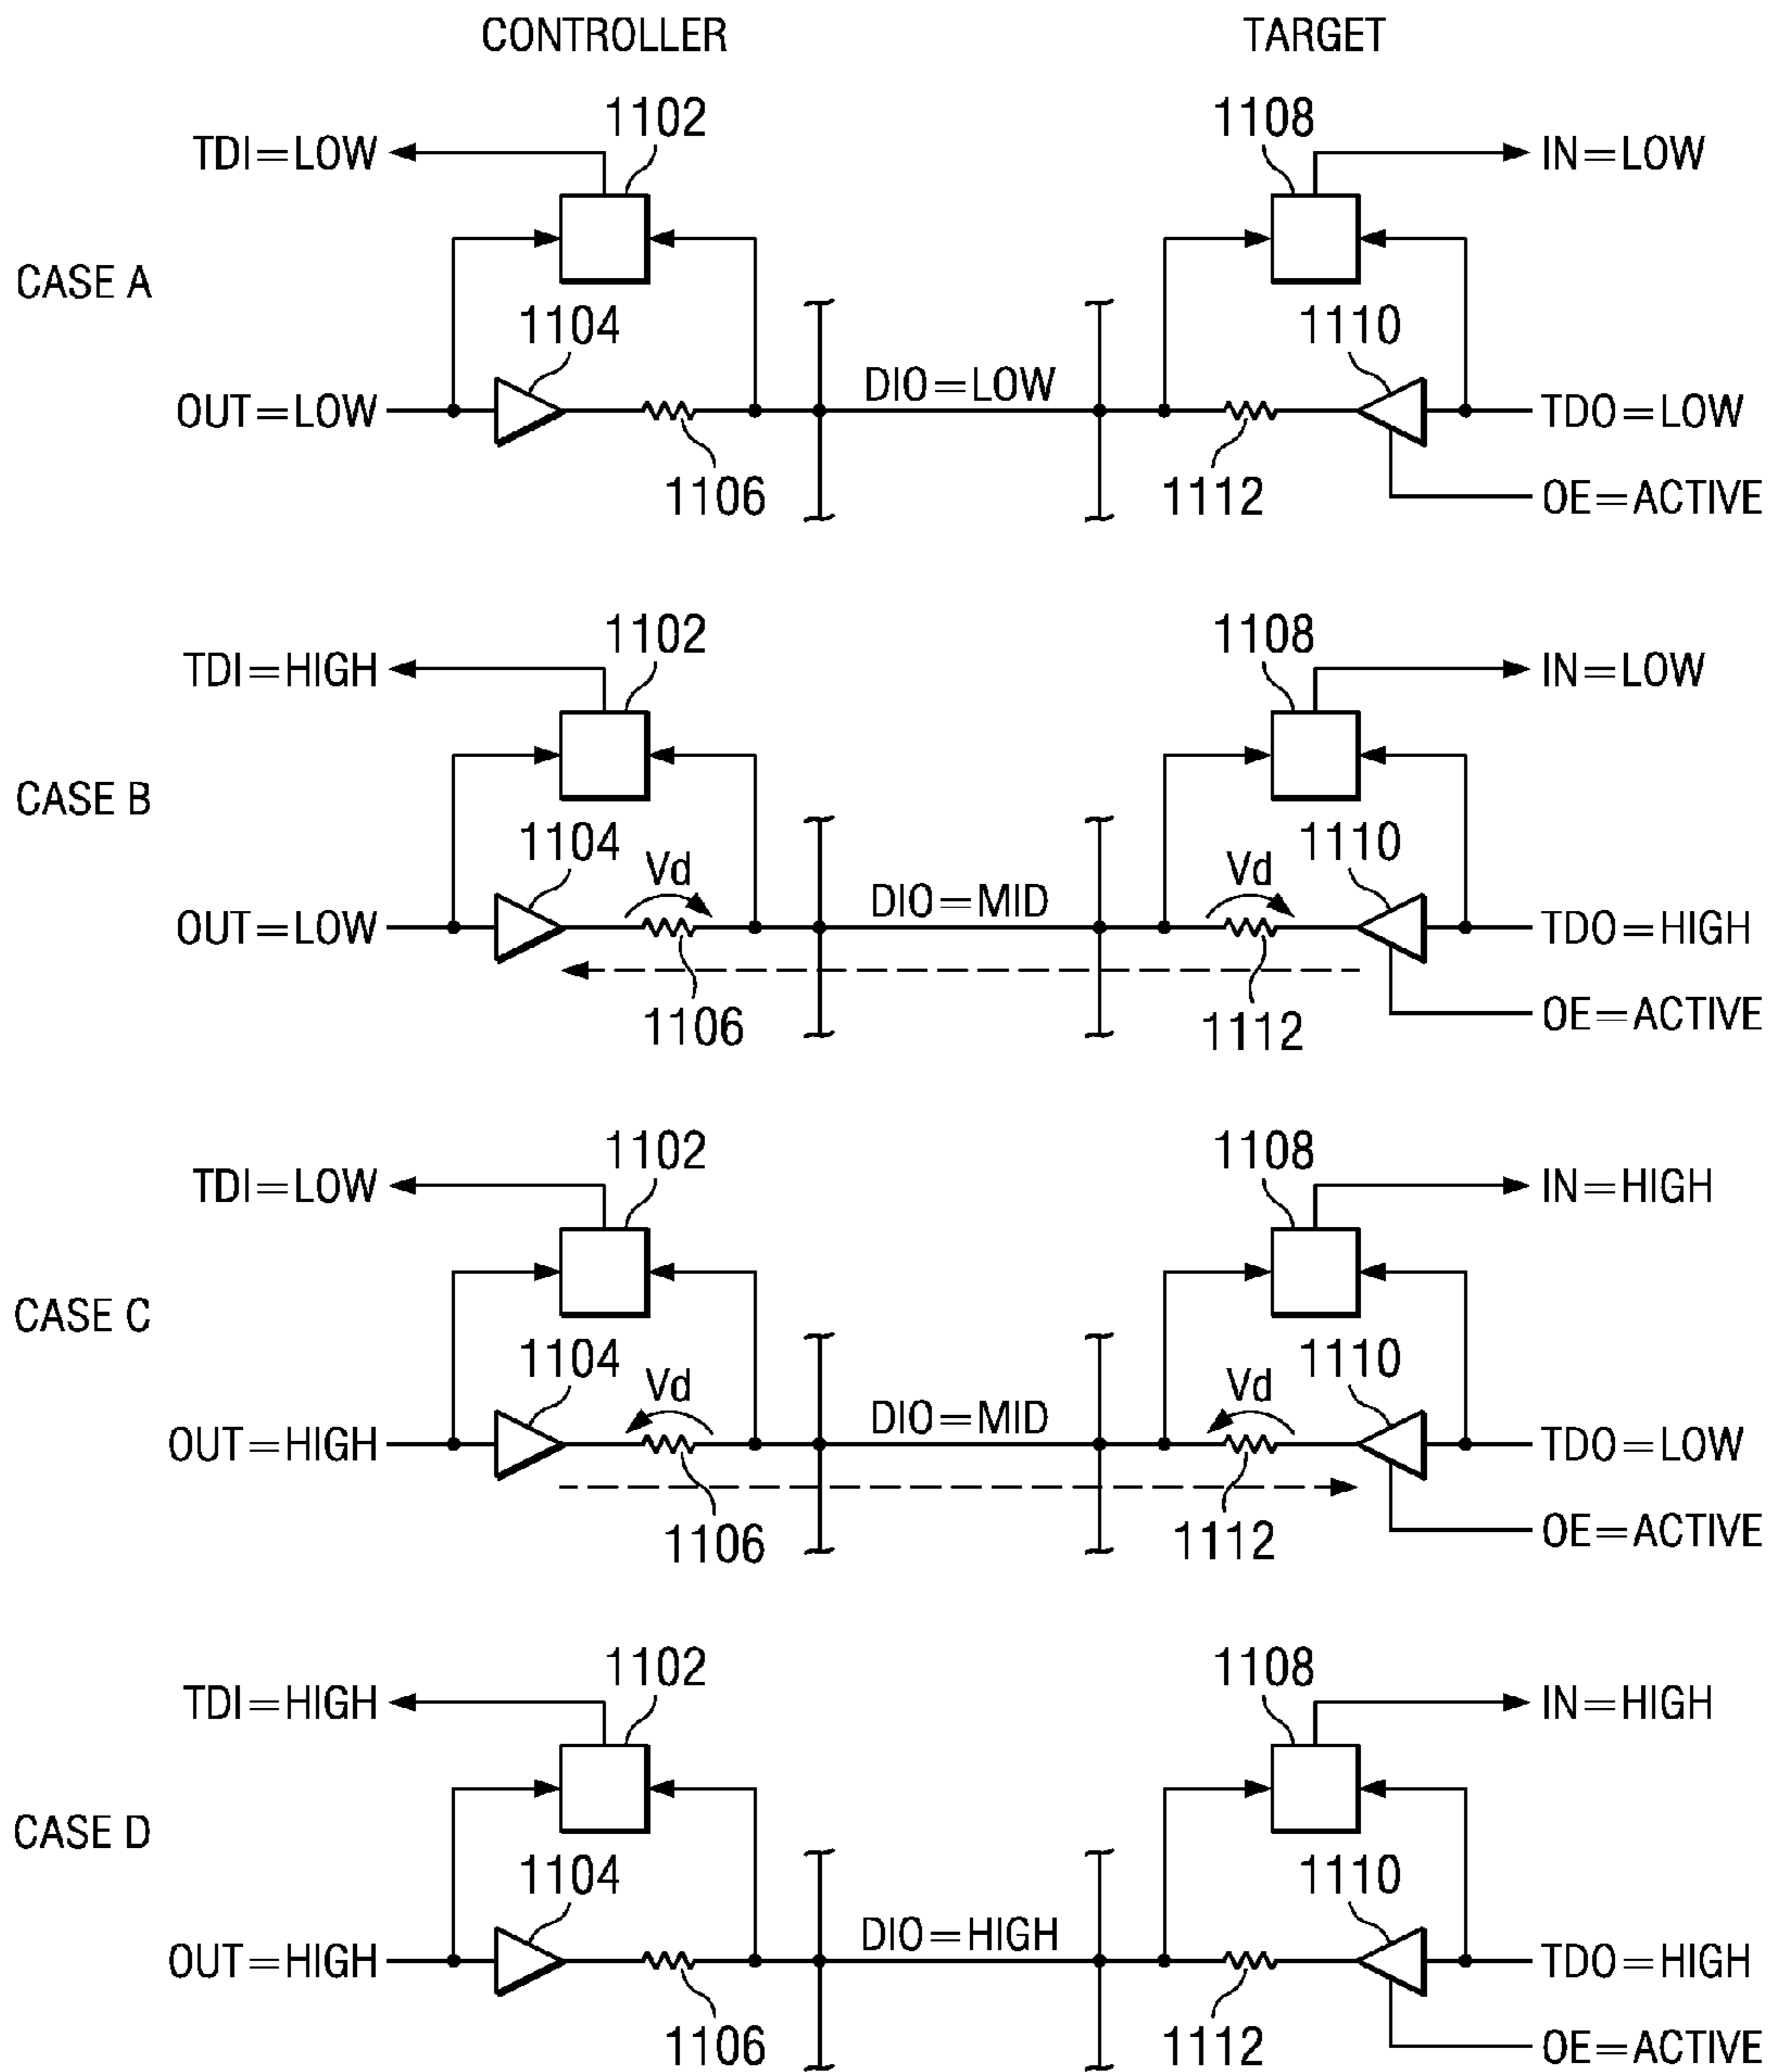 CONTROLLER TARGET
1102 1108
TDI=LOW IN=LOW
CASE A
1104 1110
DIO=LOW
OUT=LOW TDO=LOW
1106 1112 OE=ACTIVE
1102 1108
TDI=HIGH IN=LOW
CASE B
1104 1110
Vd Vd
DIO=MID
OUT=LOW TDO=HIGH
1106 1112 OE=ACTIVE
1102 1108
TDI=LOW IN=HIGH
CASE C
1104 1110
Vd Vd
DIO=MID
OUT=HIGH TDO=LOW
1106 1112 OE=ACTIVE
1102 1108
TDI=HIGH IN=HIGH
CASE D
1104 1110
DIO=HIGH
OUT=HIGH TDO=HIGH
1106 1112 OE=ACTIVE